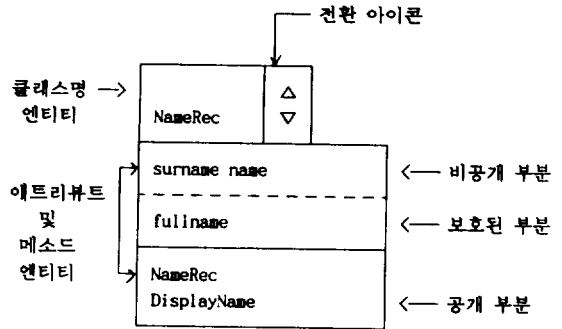 전환 아이콘
클래스명
엔티티
NameRec
surname name
비공개 부분
애트리뷰트
및
메소드
엔티티
fullname
보호된 부분
NameRec
DisplayName
공개 부분